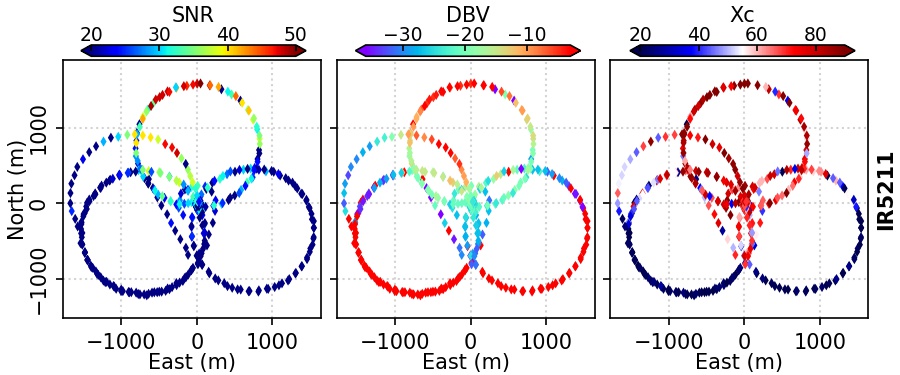 SNR DBV Xc
20 30 40 50 −30 −20 −10 20 40 60 80
1000
0
−1000
North (m)
−1000 0 1000 −1000 0 1000 −1000 0 1000
East (m) East (m) East (m)
IR5211